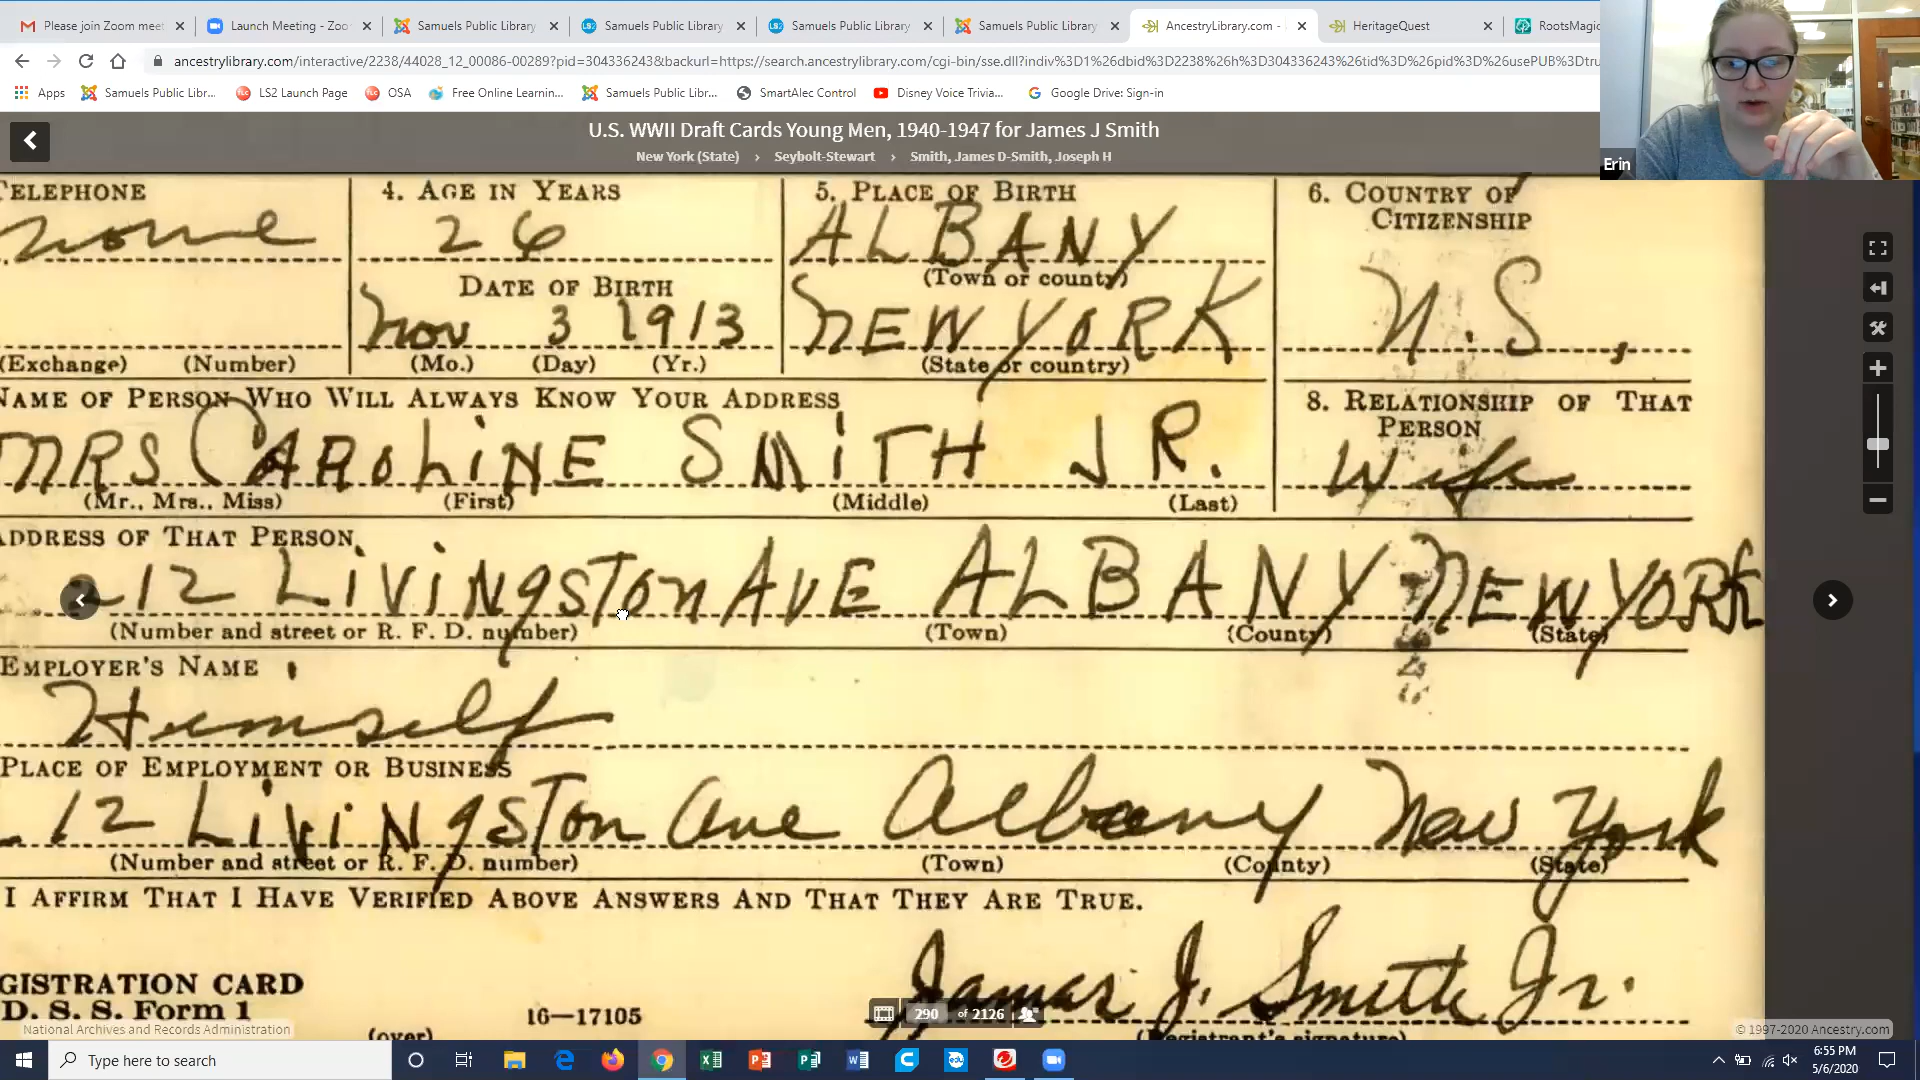 Please join Zoom meet
Launch Meeting - Zoo
Samuels Public Library
Samuels Public Library
Samuels Public Library
Samuels Public Library
AncestryLibrary.com -
HeritageQuest
RootsMagic
ancestrylibrary.com/interactive/2238/44028_12_00086-00289?pid=304336243&backurl=https://search.ancestrylibrary.com/cgi-bin/sse.dll?indiv%3D1%26dbid%3D2238%26h%3D304336243%26tid%3D%26pid%3D%26usePUB%3Dtru
Apps
Samuels Public Libr...
LS2 Launch Page
OSA
Free Online Learnin...
Samuels Public Libr...
SmartAlec Control
Disney Voice Trivia...
Google Drive: Sign-in
U.S. WWII Draft Cards Young Men, 1940-1947 for James J Smith
New York (State) › Seybolt-Stewart › Smith, James D-Smith, Joseph H
Erin
TELEPHONE
none
(Exchange) (Number)
4. AGE IN YEARS
26
DATE OF BIRTH
Nov 3 1913
(Mo.) (Day) (Yr.)
5. PLACE OF BIRTH
ALBANY
(Town or county)
NEW YORK
(State or country)
6. COUNTRY OF
CITIZENSHIP
U.S,
NAME OF PERSON WHO WILL ALWAYS KNOW YOUR ADDRESS
MRS CAROLINE SMITH JR.
(Mr., Mrs., Miss) (First) (Middle) (Last)
8. RELATIONSHIP OF THAT
PERSON
Wife
ADDRESS OF THAT PERSON
12 LIVINgSTon AVE ALBANY NEW YORK
(Number and street or R. F. D. number) (Town) (County) (State)
EMPLOYER'S NAME
Himself
PLACE OF EMPLOYMENT OR BUSINESS
12 LIVINgSTon Ave Albany New York
(Number and street or R. F. D. number) (Town) (County) (State)
I AFFIRM THAT I HAVE VERIFIED ABOVE ANSWERS AND THAT THEY ARE TRUE.
James J. Smith Jr.
GISTRATION CARD
D. S. S. Form 1
16—17105
(over)
(Registrant's signature)
290 of 2126
National Archives and Records Administration
© 1997-2020 Ancestry.com
Type here to search
6:55 PM
5/6/2020